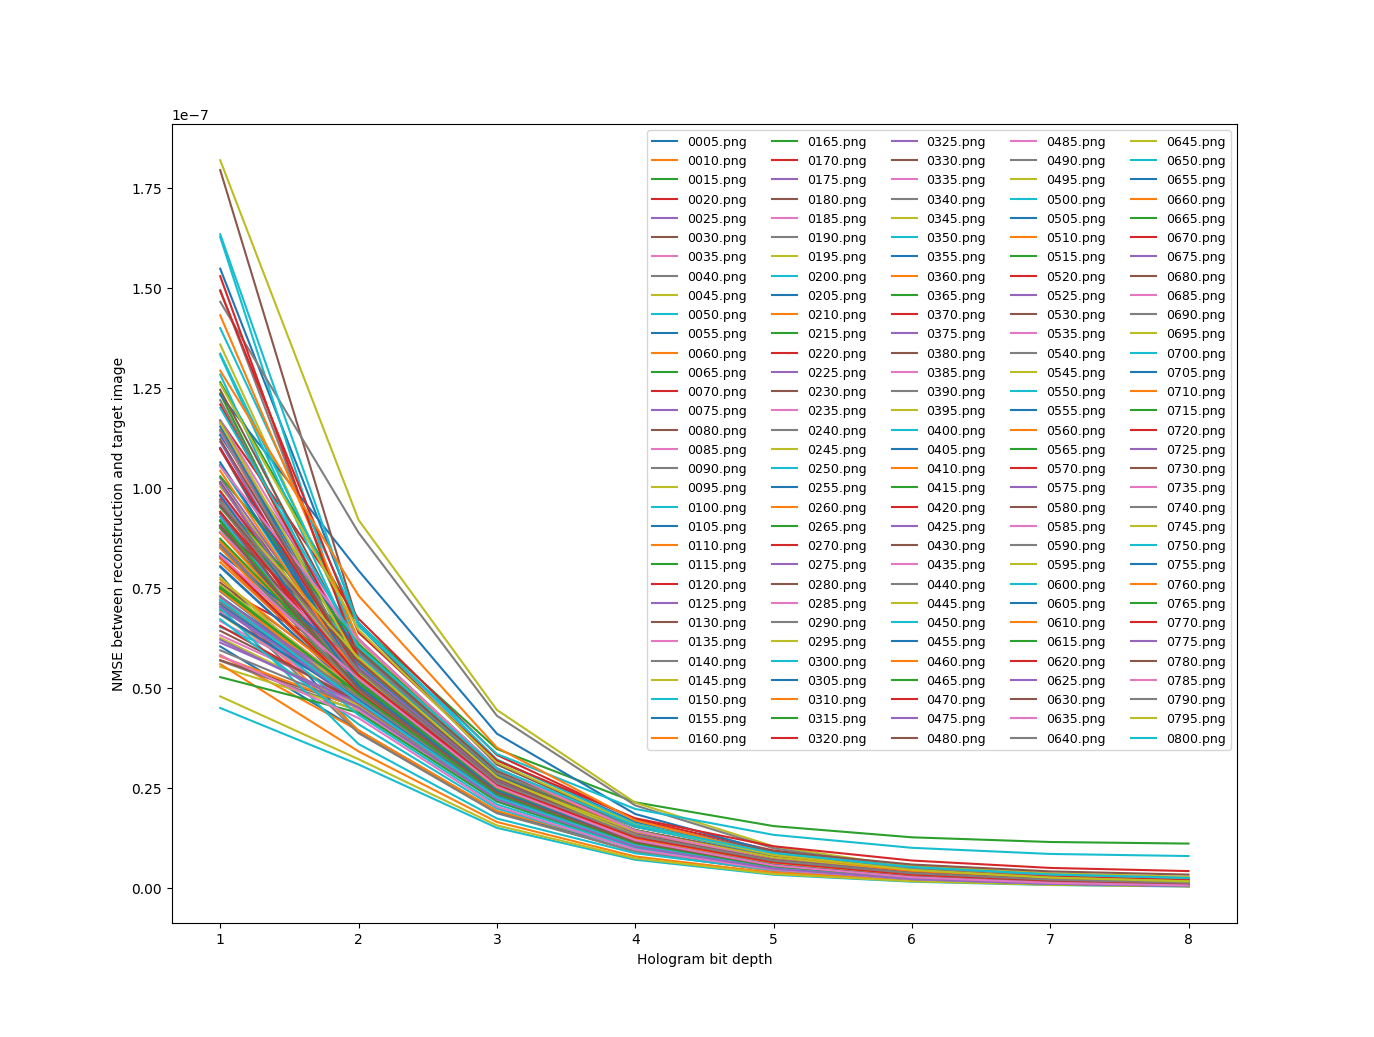 1e−7
NMSE between reconstruction and target image
1.75
1.50
1.25
1.00
0.75
0.50
0.25
0.00
1 2 3 4 5 6 7 8
Hologram bit depth
0005.png 0165.png 0325.png 0485.png 0645.png
0010.png 0170.png 0330.png 0490.png 0650.png
0015.png 0175.png 0335.png 0495.png 0655.png
0020.png 0180.png 0340.png 0500.png 0660.png
0025.png 0185.png 0345.png 0505.png 0665.png
0030.png 0190.png 0350.png 0510.png 0670.png
0035.png 0195.png 0355.png 0515.png 0675.png
0040.png 0200.png 0360.png 0520.png 0680.png
0045.png 0205.png 0365.png 0525.png 0685.png
0050.png 0210.png 0370.png 0530.png 0690.png
0055.png 0215.png 0375.png 0535.png 0695.png
0060.png 0220.png 0380.png 0540.png 0700.png
0065.png 0225.png 0385.png 0545.png 0705.png
0070.png 0230.png 0390.png 0550.png 0710.png
0075.png 0235.png 0395.png 0555.png 0715.png
0080.png 0240.png 0400.png 0560.png 0720.png
0085.png 0245.png 0405.png 0565.png 0725.png
0090.png 0250.png 0410.png 0570.png 0730.png
0095.png 0255.png 0415.png 0575.png 0735.png
0100.png 0260.png 0420.png 0580.png 0740.png
0105.png 0265.png 0425.png 0585.png 0745.png
0110.png 0270.png 0430.png 0590.png 0750.png
0115.png 0275.png 0435.png 0595.png 0755.png
0120.png 0280.png 0440.png 0600.png 0760.png
0125.png 0285.png 0445.png 0605.png 0765.png
0130.png 0290.png 0450.png 0610.png 0770.png
0135.png 0295.png 0455.png 0615.png 0775.png
0140.png 0300.png 0460.png 0620.png 0780.png
0145.png 0305.png 0465.png 0625.png 0785.png
0150.png 0310.png 0470.png 0630.png 0790.png
0155.png 0315.png 0475.png 0635.png 0795.png
0160.png 0320.png 0480.png 0640.png 0800.png